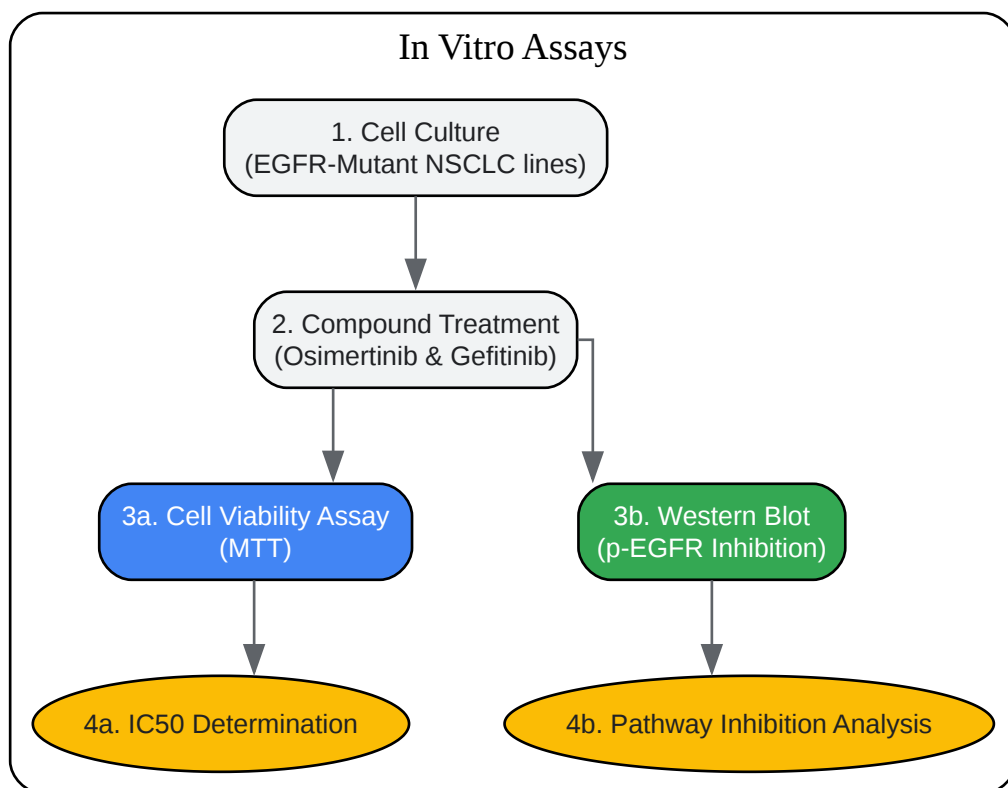 In Vitro Assays
1. Cell Culture
(EGFR-Mutant NSCLC lines)
2. Compound Treatment
(Osimertinib & Gefitinib)
3a. Cell Viability Assay
(MTT)
3b. Western Blot
(p-EGFR Inhibition)
4a. IC50 Determination
4b. Pathway Inhibition Analysis